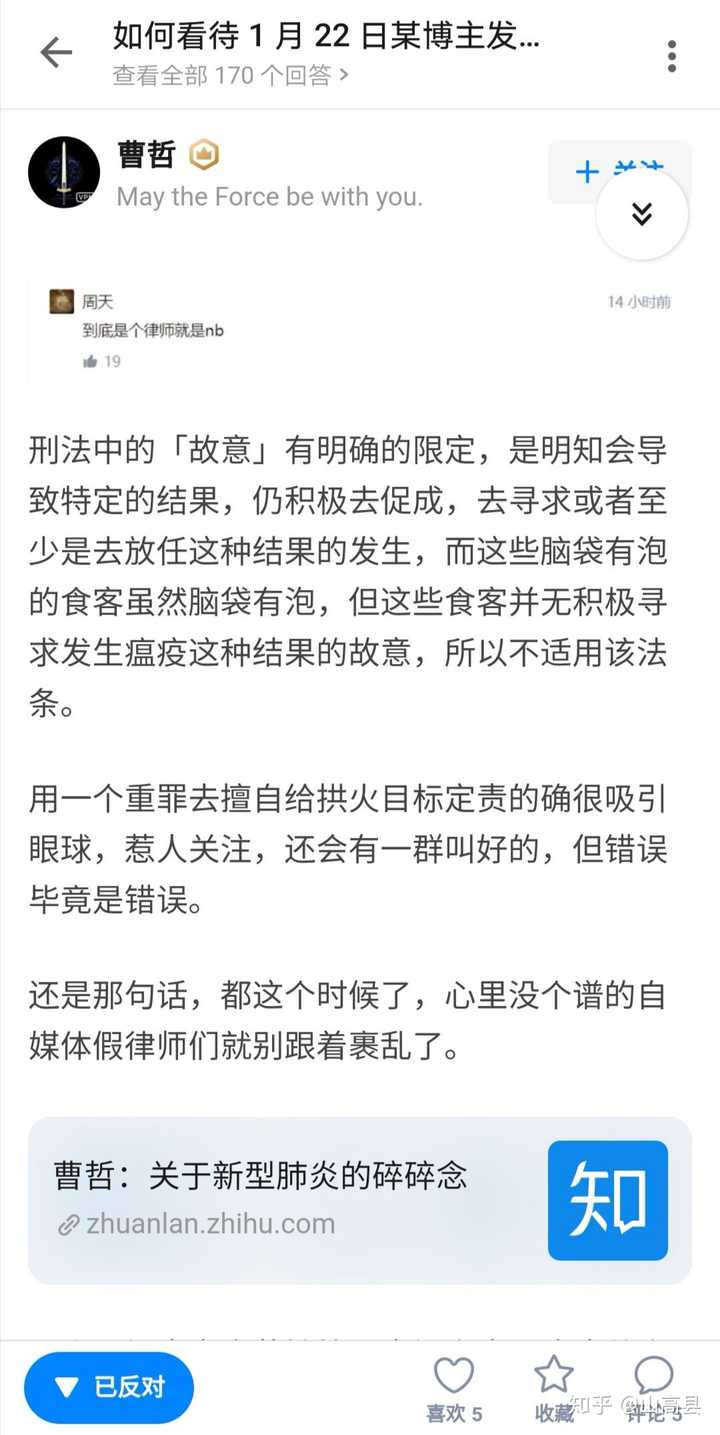 如何看待 1 月 22 日某博主发...
查看全部 170 个回答 >
曹哲
May the Force be with you.
+ 关注
周天
14 小时前
到底是个律师就是nb
19
刑法中的「故意」有明确的限定，是明知会导
致特定的结果，仍积极去促成，去寻求或者至
少是去放任这种结果的发生，而这些脑袋有泡
的食客虽然脑袋有泡，但这些食客并无积极寻
求发生瘟疫这种结果的故意，所以不适用该法
条。
用一个重罪去擅自给拱火目标定责的确很吸引
眼球，惹人关注，还会有一群叫好的，但错误
毕竟是错误。
还是那句话，都这个时候了，心里没个谱的自
媒体假律师们就别跟着裹乱了。
曹哲：关于新型肺炎的碎碎念
zhuanlan.zhihu.com
知
已反对
喜欢 5
收藏
评论 5
知乎 @山高县